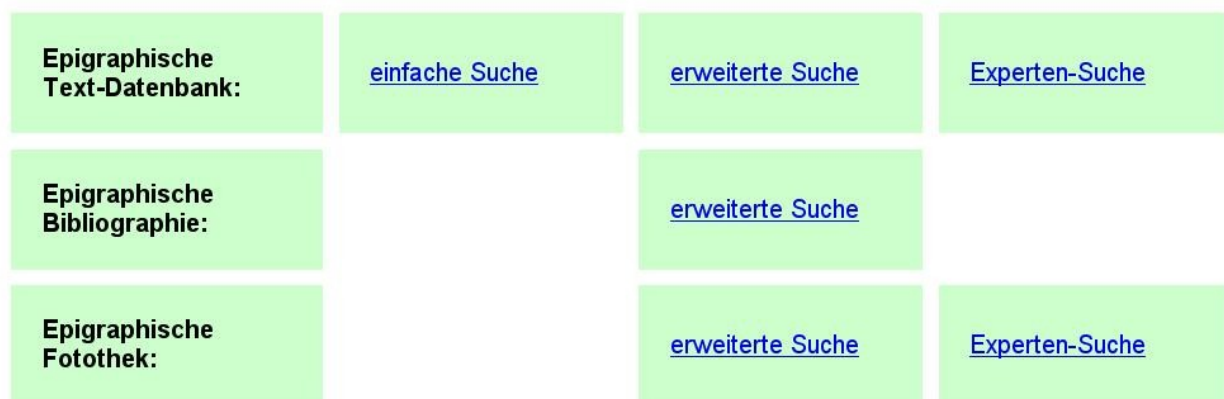 Epigraphische
Text-Datenbank:
einfache Suche
erweiterte Suche
Experten-Suche
Epigraphische
Bibliographie:
erweiterte Suche
Epigraphische
Fotothek:
erweiterte Suche
Experten-Suche